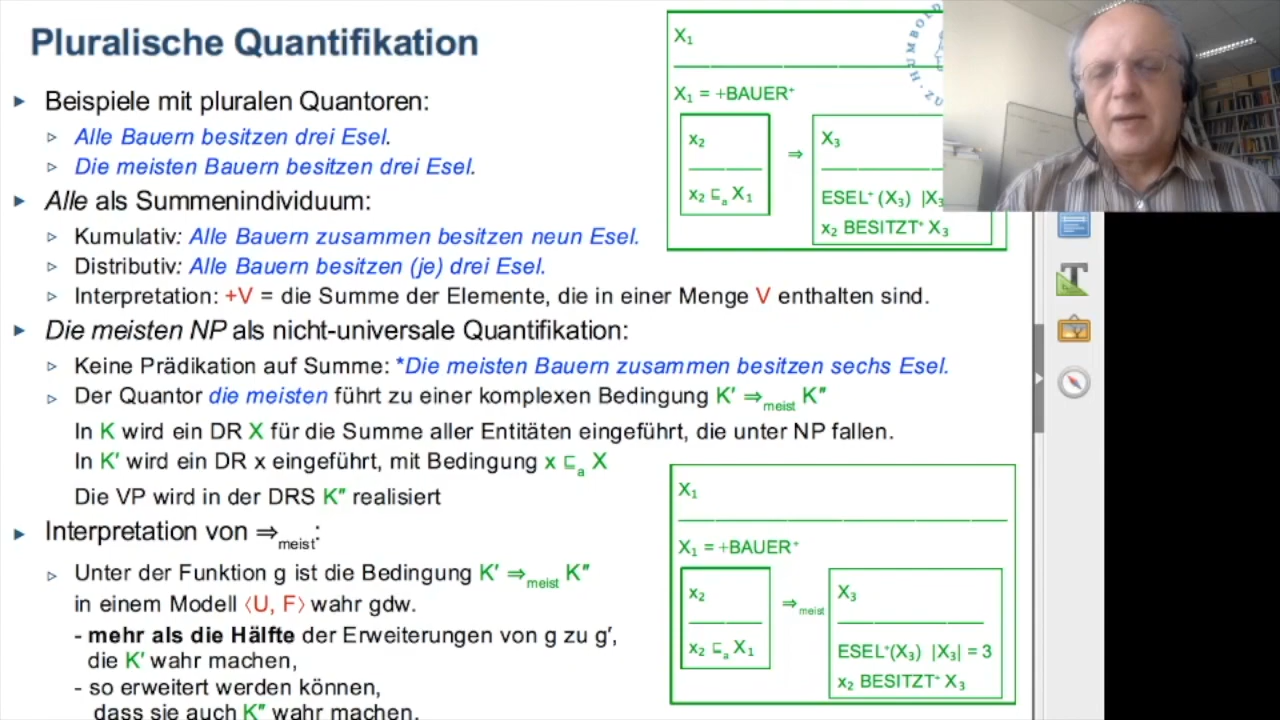 Pluralische Quantifikation
Beispiele mit pluralen Quantoren:
Alle Bauern besitzen drei Esel.
Die meisten Bauern besitzen drei Esel.
Alle als Summenindividuum:
Kumulativ: Alle Bauern zusammen besitzen neun Esel.
Distributiv: Alle Bauern besitzen (je) drei Esel.
Interpretation: +V = die Summe der Elemente, die in einer Menge V enthalten sind.
Die meisten NP als nicht-universale Quantifikation:
Keine Prädikation auf Summe: *Die meisten Bauern zusammen besitzen sechs Esel.
Der Quantor die meisten führt zu einer komplexen Bedingung K′ ⇒meist K″
In K wird ein DR X für die Summe aller Entitäten eingeführt, die unter NP fallen.
In K′ wird ein DR x eingeführt, mit Bedingung x ⊑a X
Die VP wird in der DRS K″ realisiert
Interpretation von ⇒meist:
Unter der Funktion g ist die Bedingung K′ ⇒meist K″
in einem Modell ⟨U, F⟩ wahr gdw.
- mehr als die Hälfte der Erweiterungen von g zu g′,
die K′ wahr machen,
- so erweitert werden können,
dass sie auch K″ wahr machen.
X₁
X₁ = +BAUER⁺
x₂
x₂ ⊑a X₁
⇒
X₃
ESEL⁺(X₃) |X₃
x₂ BESITZT⁺ X₃
HUMBOLD
ZU
X₁
X₁ = +BAUER⁺
x₂
x₂ ⊑a X₁
⇒meist
X₃
ESEL⁺(X₃) |X₃| = 3
x₂ BESITZT⁺ X₃